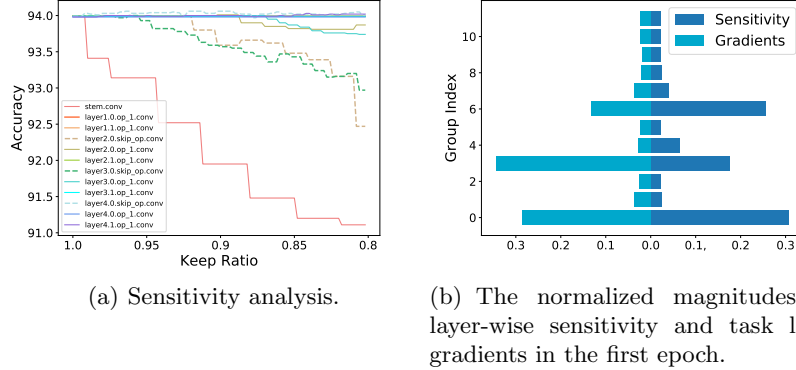 94.0
93.5
93.0
92.5
92.0
91.5
91.0
Accuracy
stem.conv
layer1.0.op_1.conv
layer1.1.op_1.conv
layer2.0.skip_op.conv
layer2.0.op_1.conv
layer2.1.op_1.conv
layer3.0.skip_op.conv
layer3.0.op_1.conv
layer3.1.op_1.conv
layer4.0.skip_op.conv
layer4.0.op_1.conv
layer4.1.op_1.conv
1.0 0.95 0.9 0.85 0.8
Keep Ratio
(a) Sensitivity analysis.
Sensitivity
Gradients
10
8
6
4
2
0
Group Index
0.3 0.2 0.1 0.0 0.1, 0.2 0.3
(b) The normalized magnitudes
layer-wise sensitivity and task l
gradients in the first epoch.